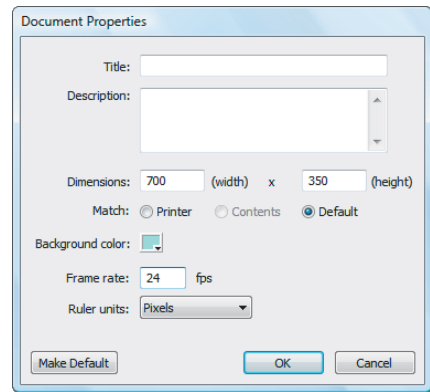 Document Properties
Title:
Description:
Dimensions: 700 (width) x 350 (height)
Match: Printer Contents Default
Background color:
Frame rate: 24 fps
Ruler units: Pixels
Make Default OK Cancel